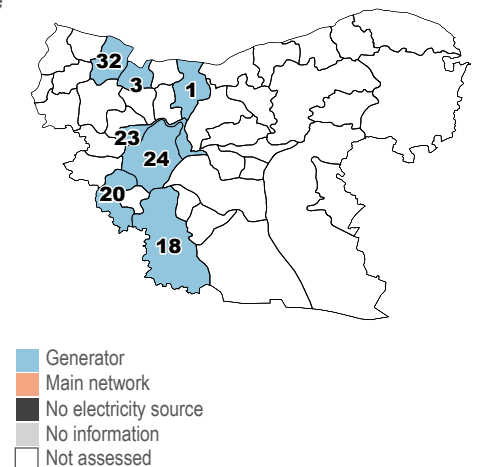 32
3
1
23
24
20
18
Generator
Main network
No electricity source
No information
Not assessed